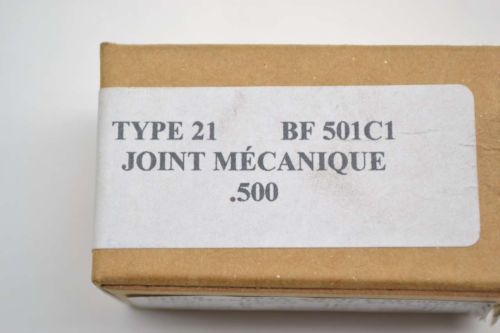 TYPE 21 BF 501C1
JOINT MÉCANIQUE
.500